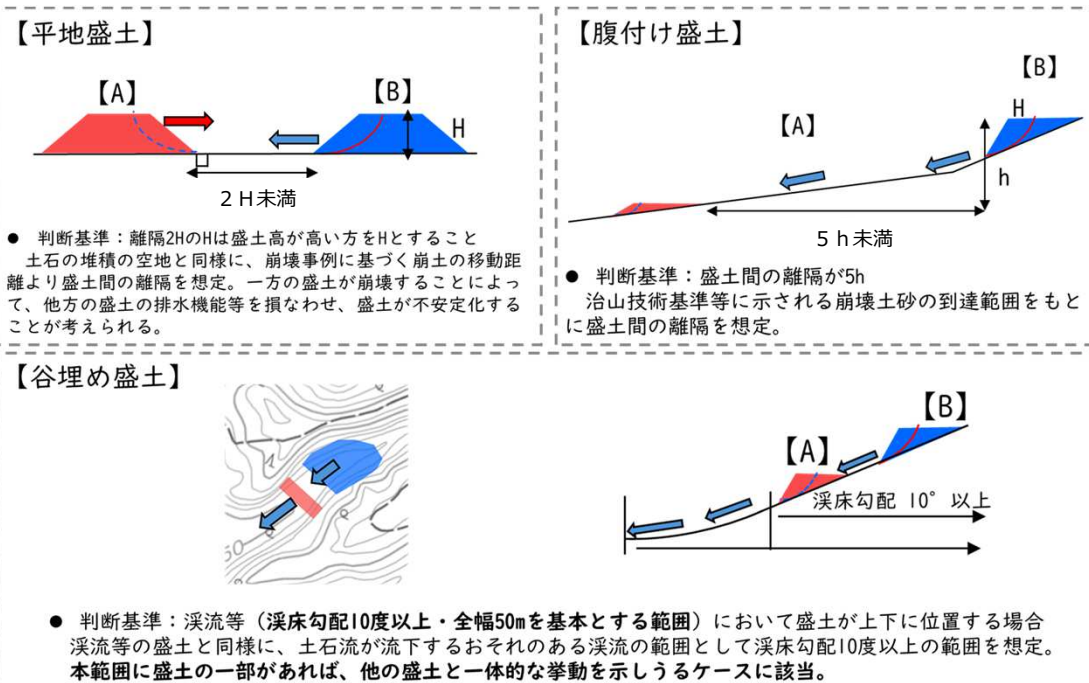 【平地盛土】
【A】
【B】
H
2H未満
● 判断基準：離隔2HのHは盛土高が高い方をHとすること
土石の堆積の空地と同様に、崩壊事例に基づく崩土の移動距
離より盛土間の離隔を想定。一方の盛土が崩壊することによっ
て、他方の盛土の排水機能等を損なわせ、盛土が不安定化する
ことが考えられる。
【腹付け盛土】
【B】
H
【A】
h
5h未満
● 判断基準：盛土間の離隔が5h
治山技術基準等に示される崩壊土砂の到達範囲をもと
に盛土間の離隔を想定。
【谷埋め盛土】
50
【B】
【A】
渓床勾配 10°以上
● 判断基準：渓流等（渓床勾配10度以上・全幅50mを基本とする範囲）において盛土が上下に位置する場合
渓流等の盛土と同様に、土石流が流下するおそれのある渓流の範囲として渓床勾配10度以上の範囲を想定。
本範囲に盛土の一部があれば、他の盛土と一体的な挙動を示しうるケースに該当。